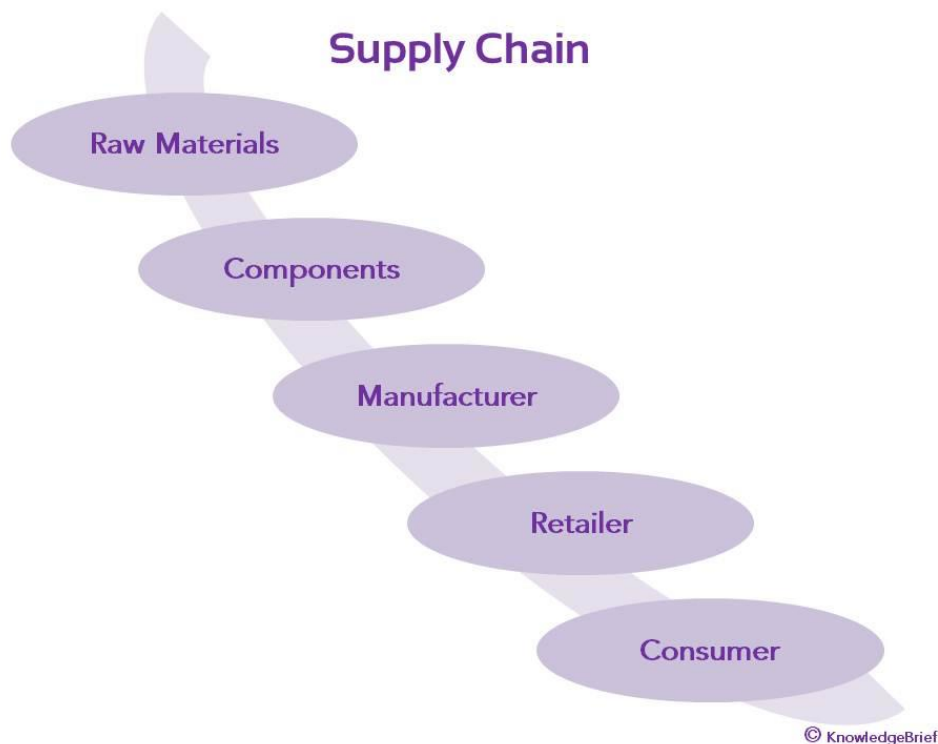 Supply Chain
Raw Materials
Components
Manufacturer
Retailer
Consumer
© KnowledgeBrief